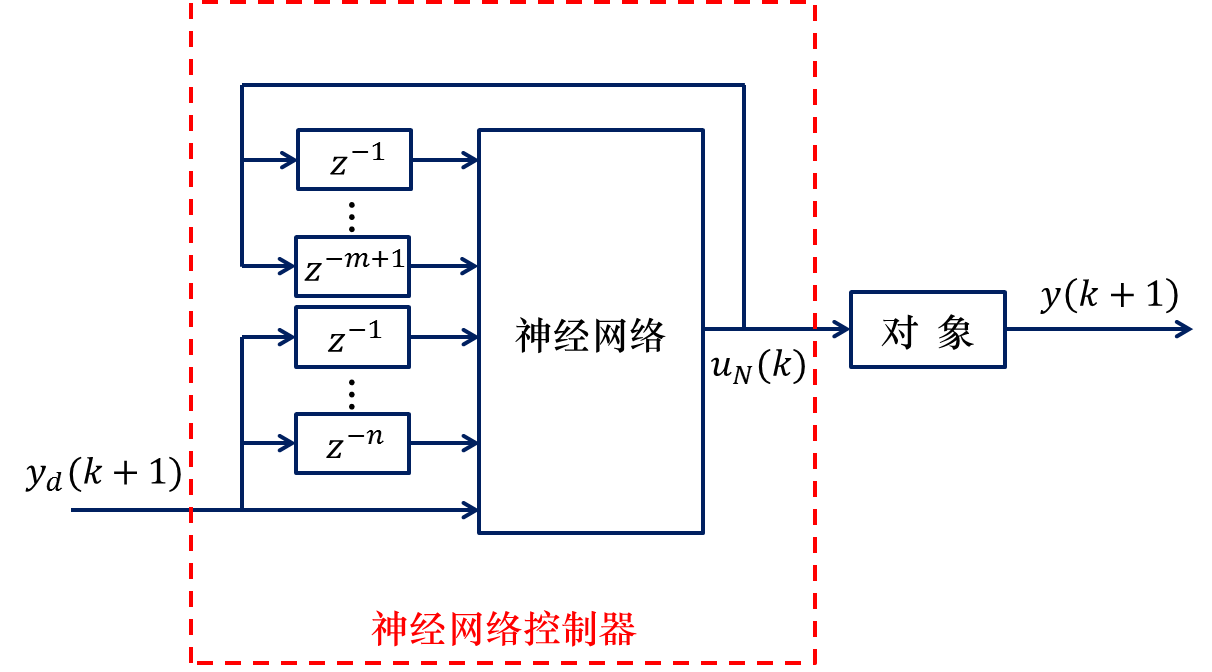 z⁻¹
⋮
z⁻ᵐ⁺¹
z⁻¹
⋮
z⁻ⁿ
神经网络
u_N(k)
对 象
y(k + 1)
y_d(k + 1)
神经网络控制器